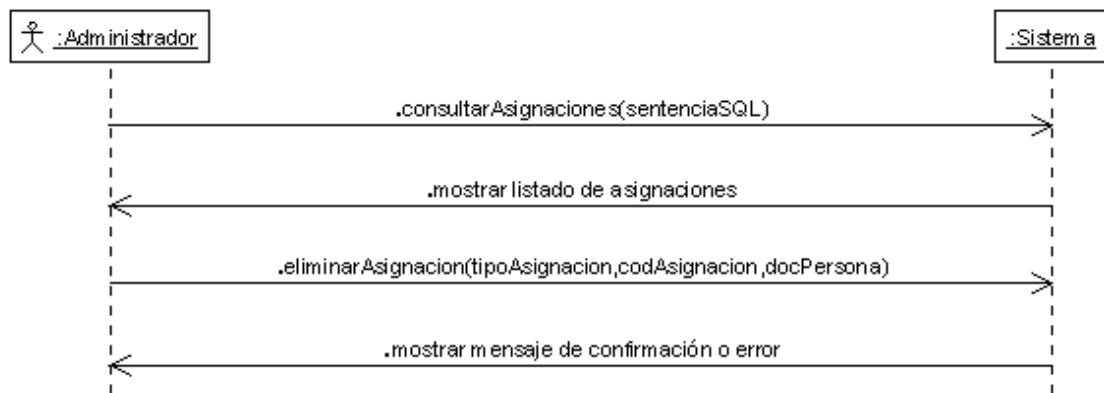 :Administrador
:Sistema
.consultarAsignaciones(sentenciaSQL)
.mostrar listado de asignaciones
.eliminarAsignacion(tipoAsignacion,codAsignacion,docPersona)
.mostrar mensaje de confirmación o error